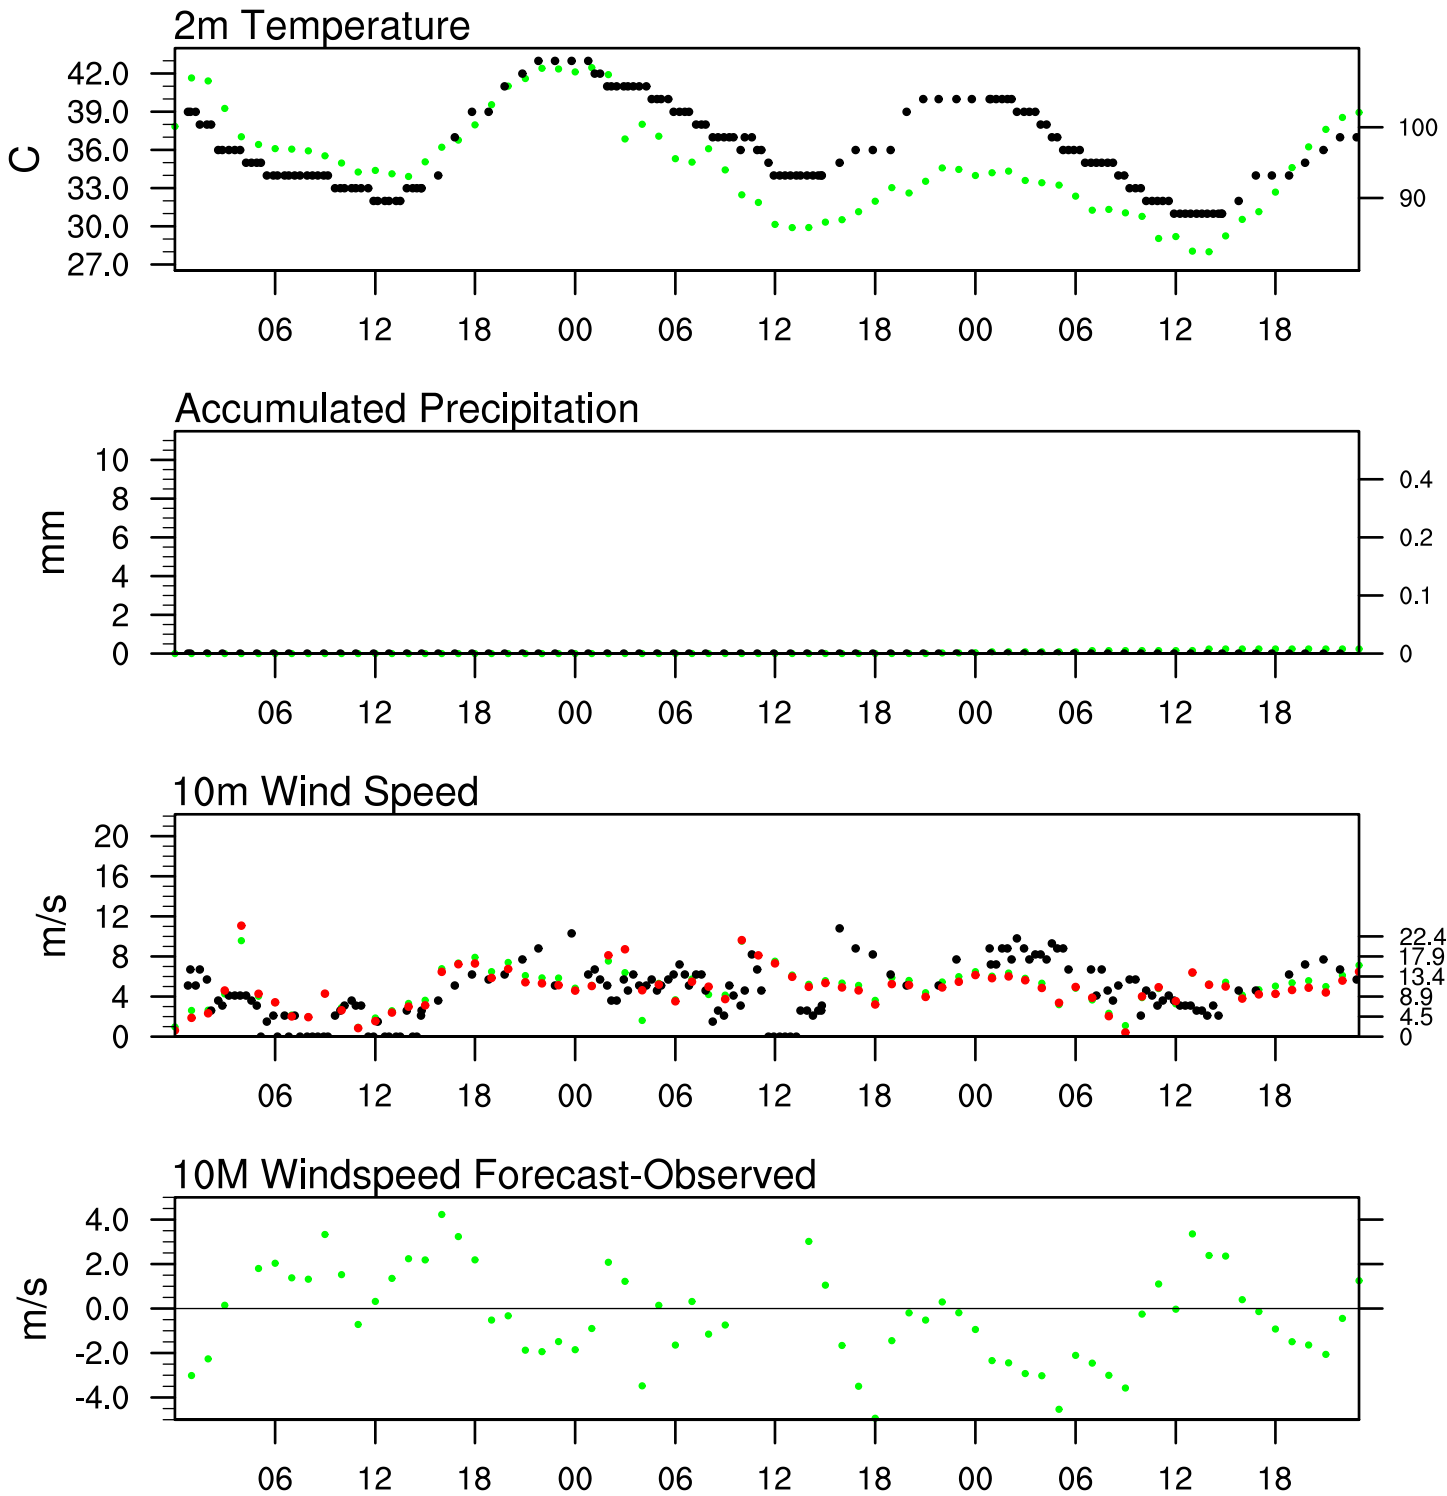 2m Temperature
42.0
39.0
36.0
33.0
30.0
27.0
C
100
90
06 12 18 00 06 12 18 00 06 12 18
Accumulated Precipitation
10
8
6
4
2
0
mm
0.4
0.2
0.1
0
06 12 18 00 06 12 18 00 06 12 18
10m Wind Speed
20
16
12
8
4
0
m/s
22.4
17.9
13.4
8.9
4.5
0
06 12 18 00 06 12 18 00 06 12 18
10M Windspeed Forecast-Observed
4.0
2.0
0.0
-2.0
-4.0
m/s
06 12 18 00 06 12 18 00 06 12 18